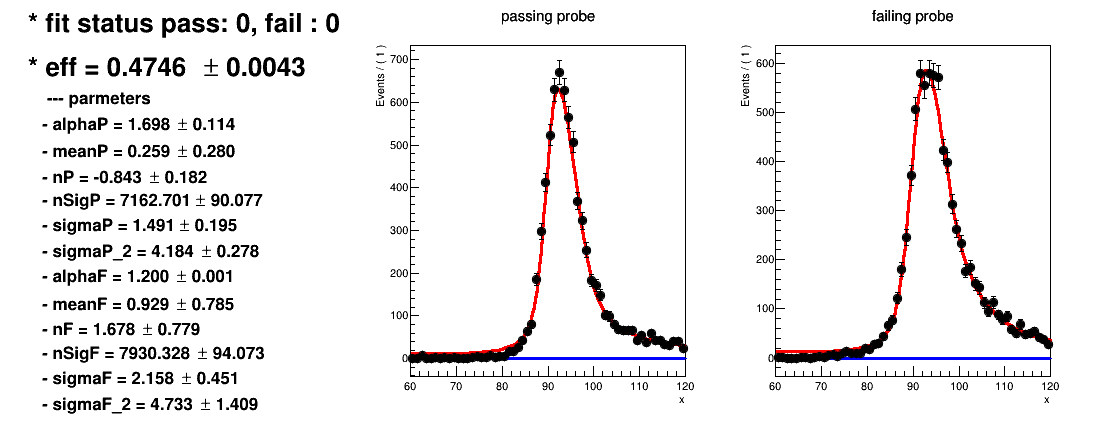 * fit status pass: 0, fail : 0
* eff = 0.4746 ± 0.0043
--- parmeters
- alphaP = 1.698 ± 0.114
- meanP = 0.259 ± 0.280
- nP = -0.843 ± 0.182
- nSigP = 7162.701 ± 90.077
- sigmaP = 1.491 ± 0.195
- sigmaP_2 = 4.184 ± 0.278
- alphaF = 1.200 ± 0.001
- meanF = 0.929 ± 0.785
- nF = 1.678 ± 0.779
- nSigF = 7930.328 ± 94.073
- sigmaF = 2.158 ± 0.451
- sigmaF_2 = 4.733 ± 1.409
passing probe
Events / ( 1 )
700
600
500
400
300
200
100
0
60 70 80 90 100 110 120
x
failing probe
Events / ( 1 )
600
500
400
300
200
100
0
60 70 80 90 100 110 120
x